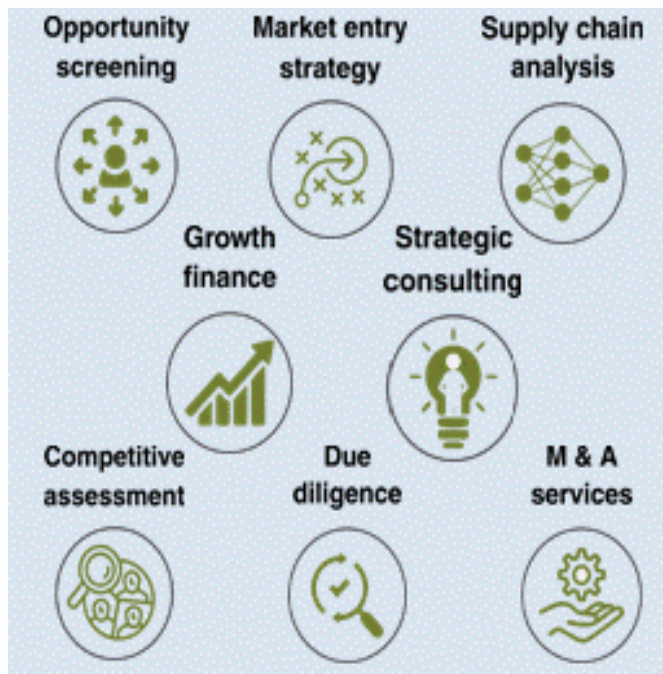 Opportunity
screening
Market entry
strategy
Supply chain
analysis
Growth
finance
Strategic
consulting
Competitive
assessment
Due
diligence
M & A
services